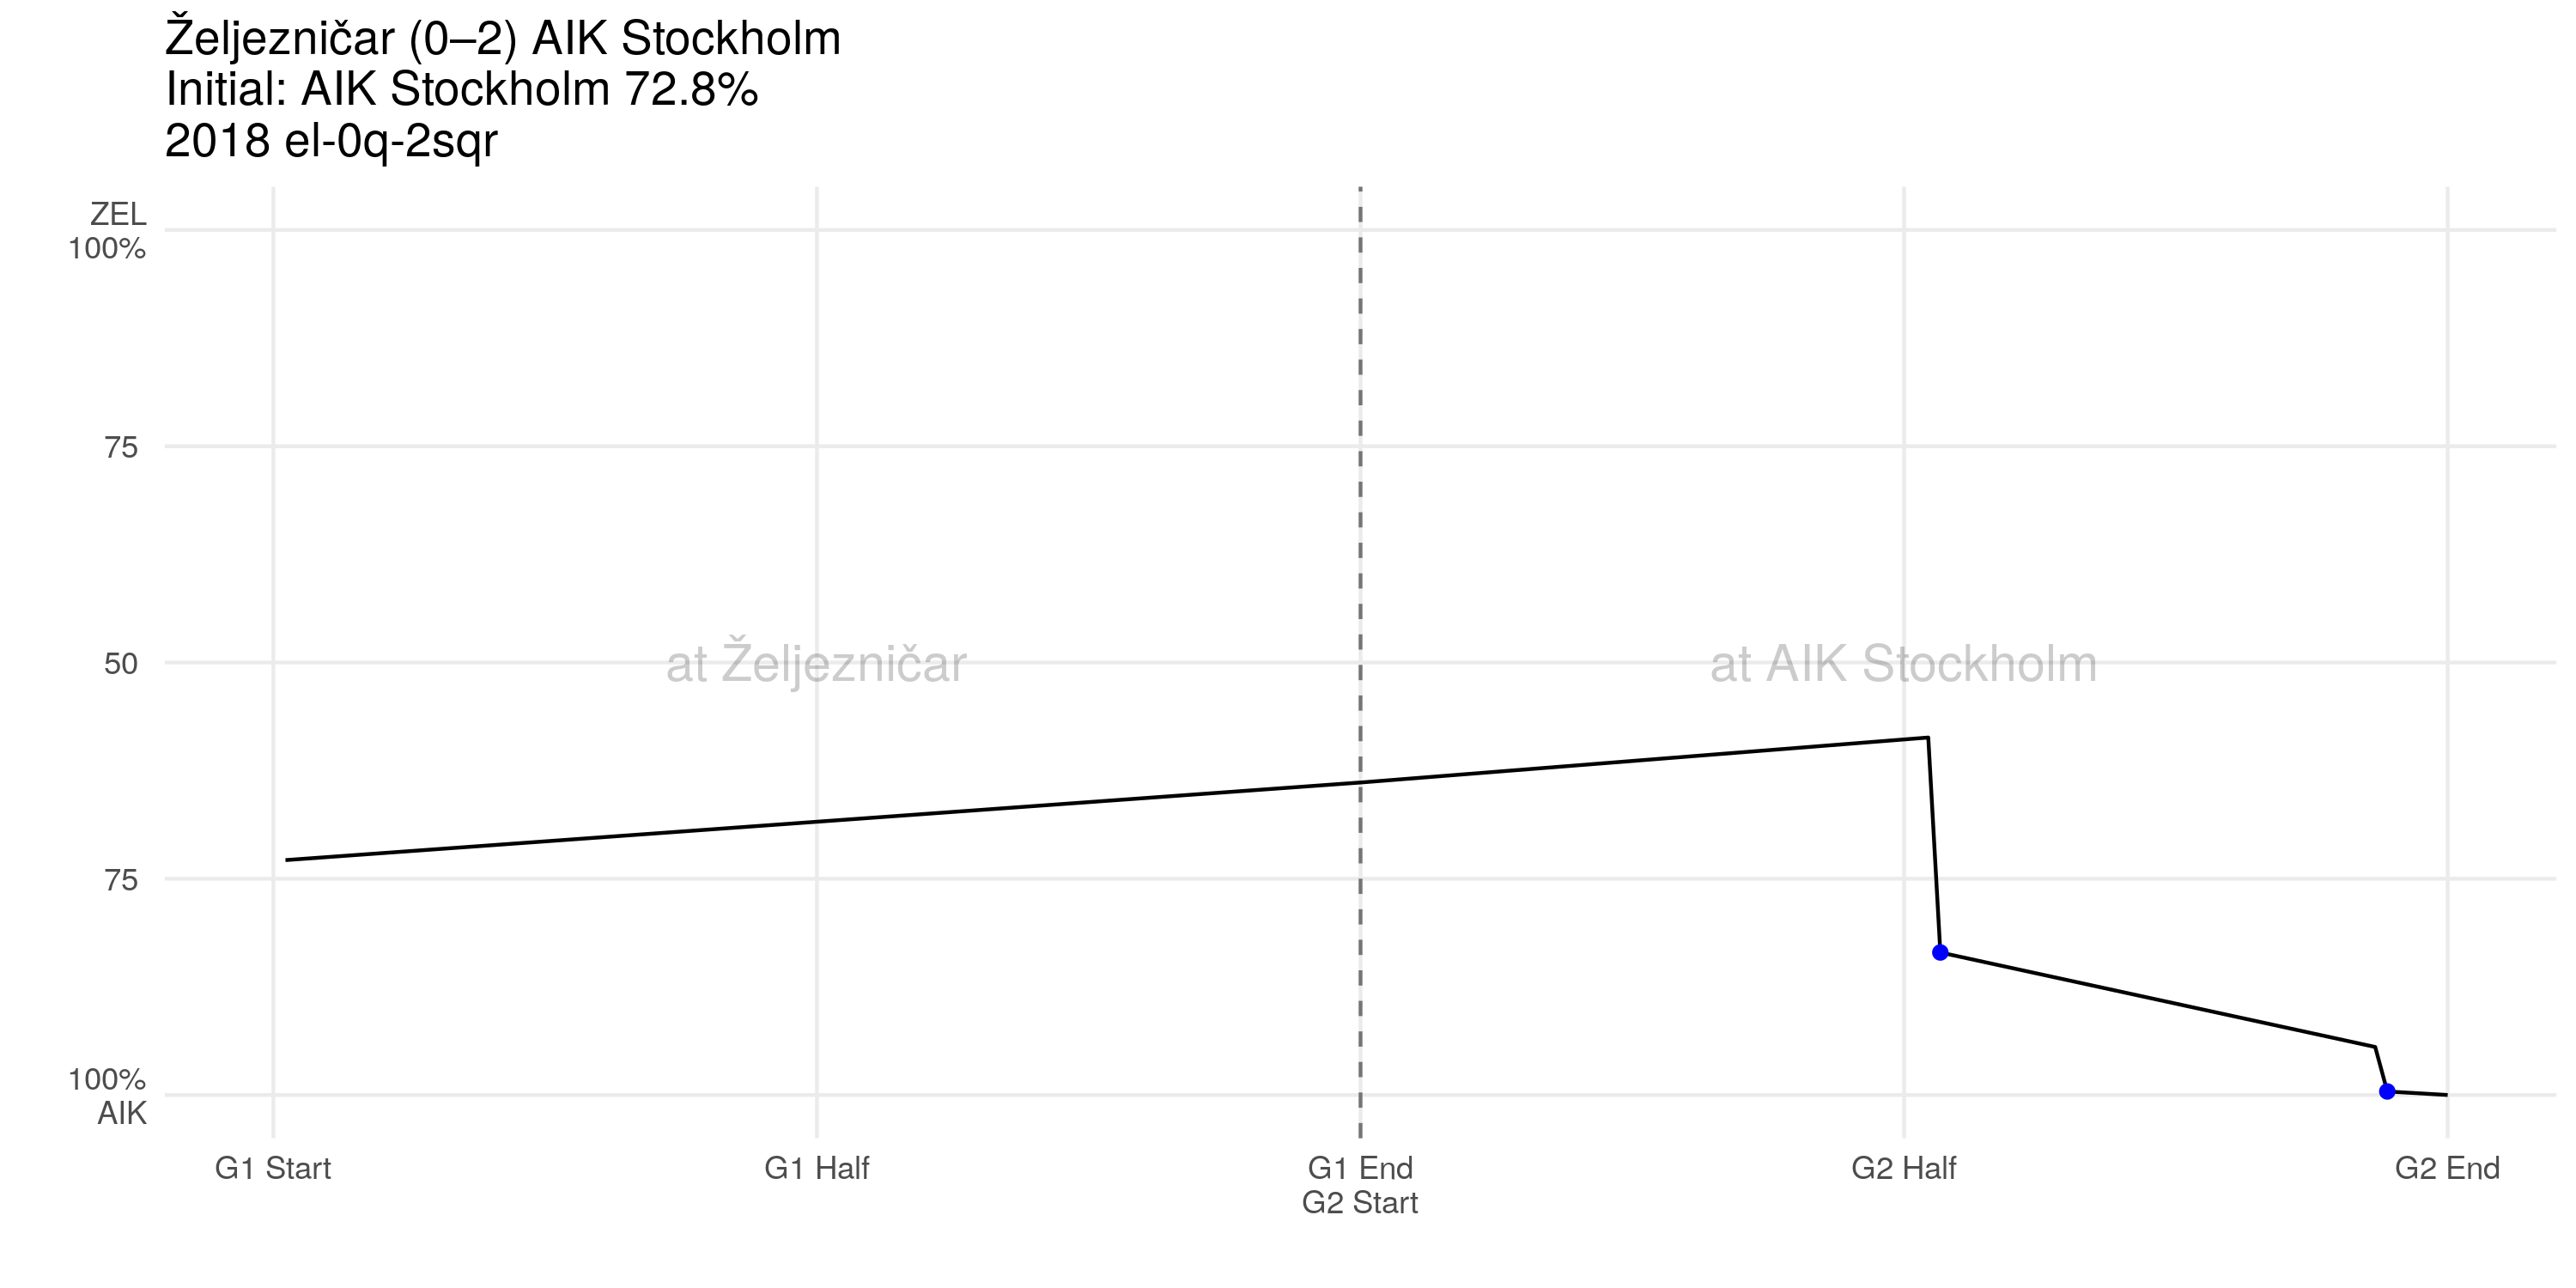 Željezničar (0–2) AIK Stockholm
Initial: AIK Stockholm 72.8%
2018 el-0q-2sqr
ZEL
100%
75
50
75
100%
AIK
at Željezničar
at AIK Stockholm
G1 Start
G1 Half
G1 End
G2 Start
G2 Half
G2 End